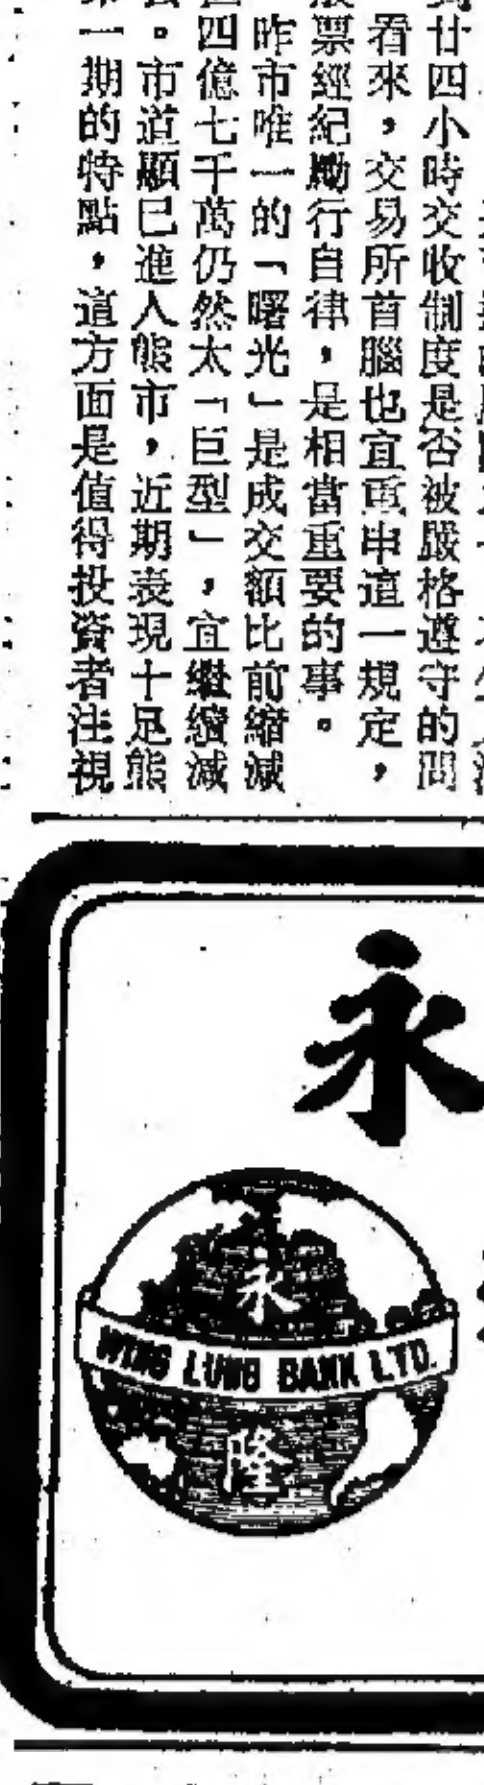 廿四小時交收制度是否被嚴格遵守的問
看來，交易所首腦也宜重申這一規定，
票經紀勵行自律，是相當重要的事。
昨市唯一的「曙光」是成交額比前縮減
四億七千萬仍然太「巨型」，宜繼續減
。市道顯已進入熊市，近期表現十足熊
一期的特點，這方面是值得投資者注視
永
永
WING LUNG BANK LTD.
隆